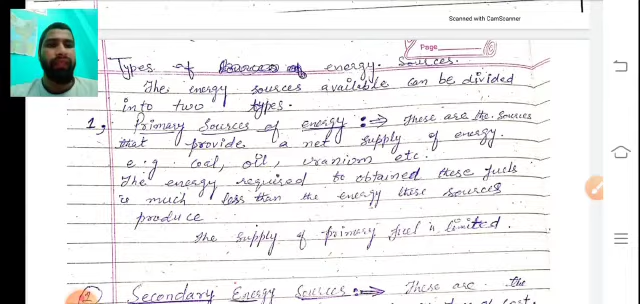 Scanned with CamScanner
Page
Types of energy. Sources.
The energy sources available can be divided
into two types.
1, Primary Sources of energy :⇒ These are the sources
that provide a net supply of energy.
e.g coal, oil, uranium etc.
The energy required to obtained these fuels
is much less than the energy these sources
produce
The supply of primary fuel is limited.
2 Secondary Energy Sources :⇒ These are the